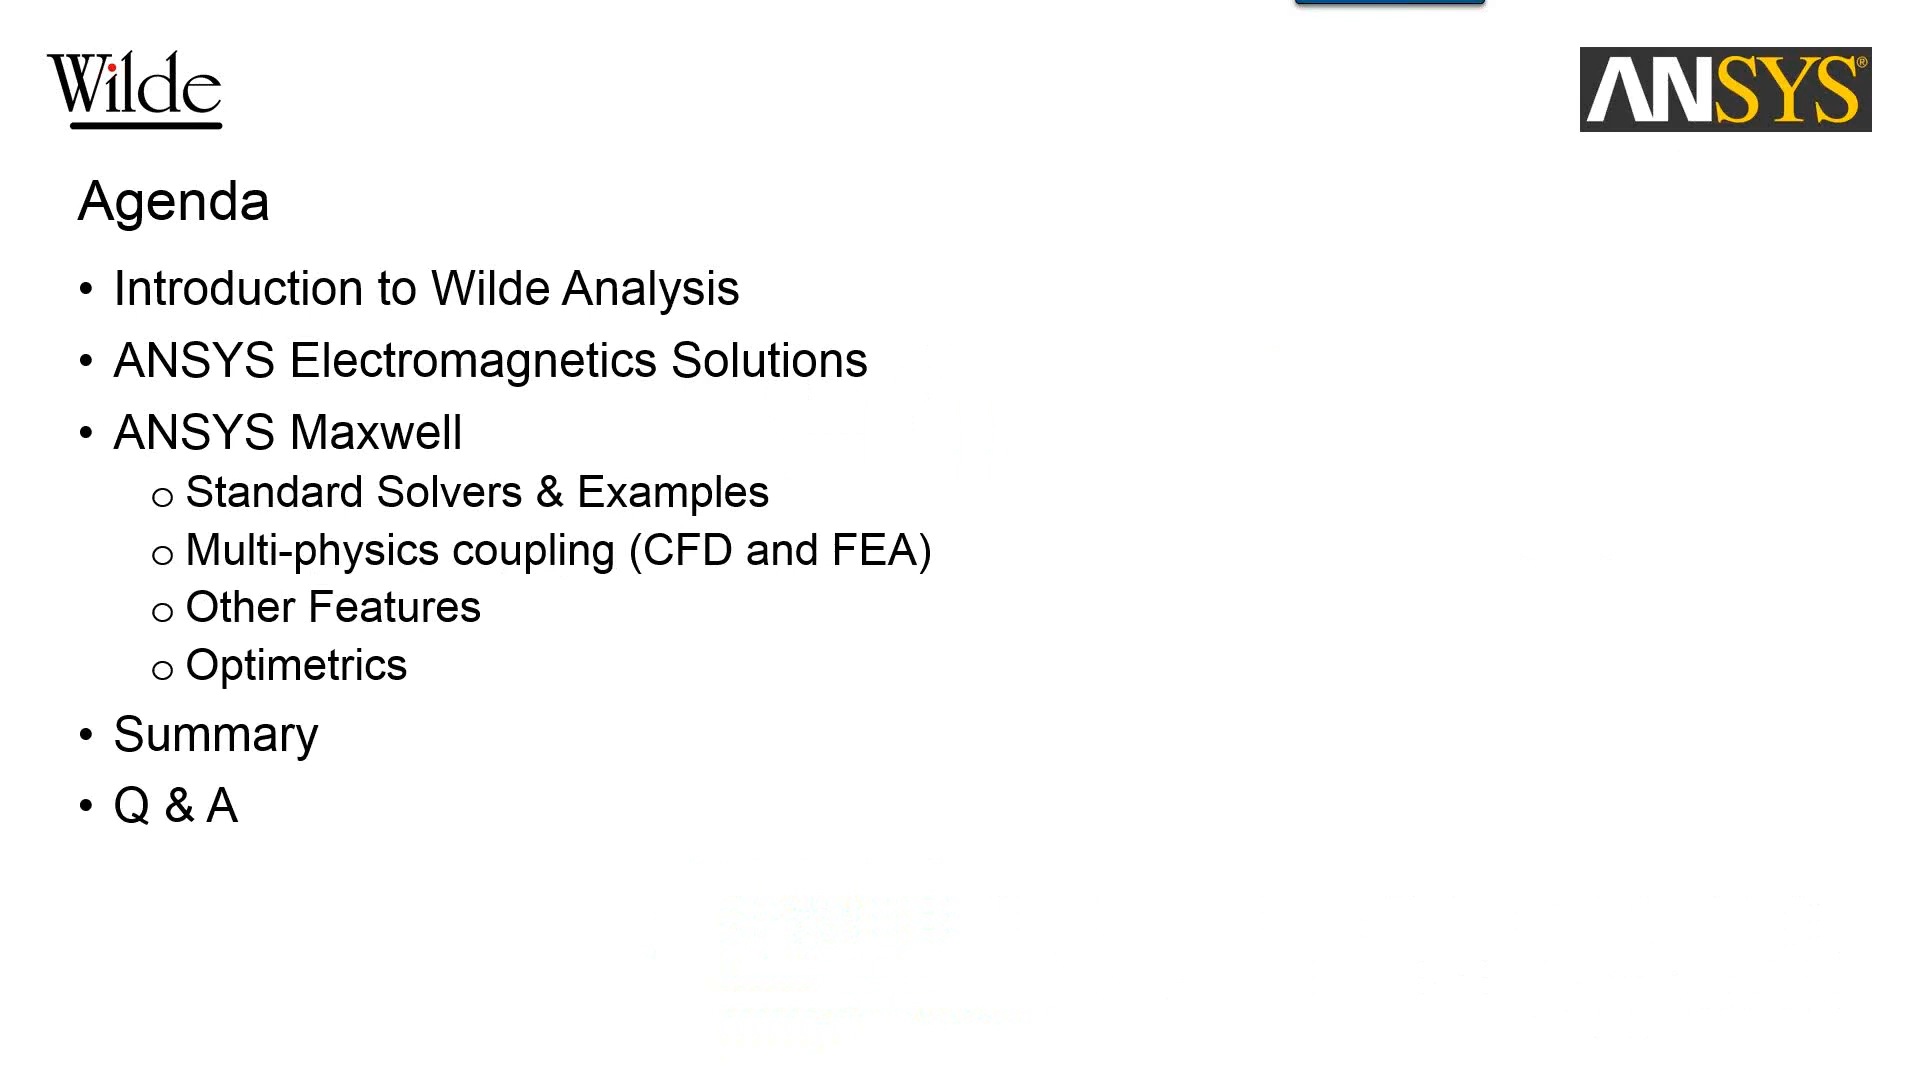 Wilde
ANSYS®
Agenda
• Introduction to Wilde Analysis
• ANSYS Electromagnetics Solutions
• ANSYS Maxwell
o Standard Solvers & Examples
o Multi-physics coupling (CFD and FEA)
o Other Features
o Optimetrics
• Summary
• Q & A